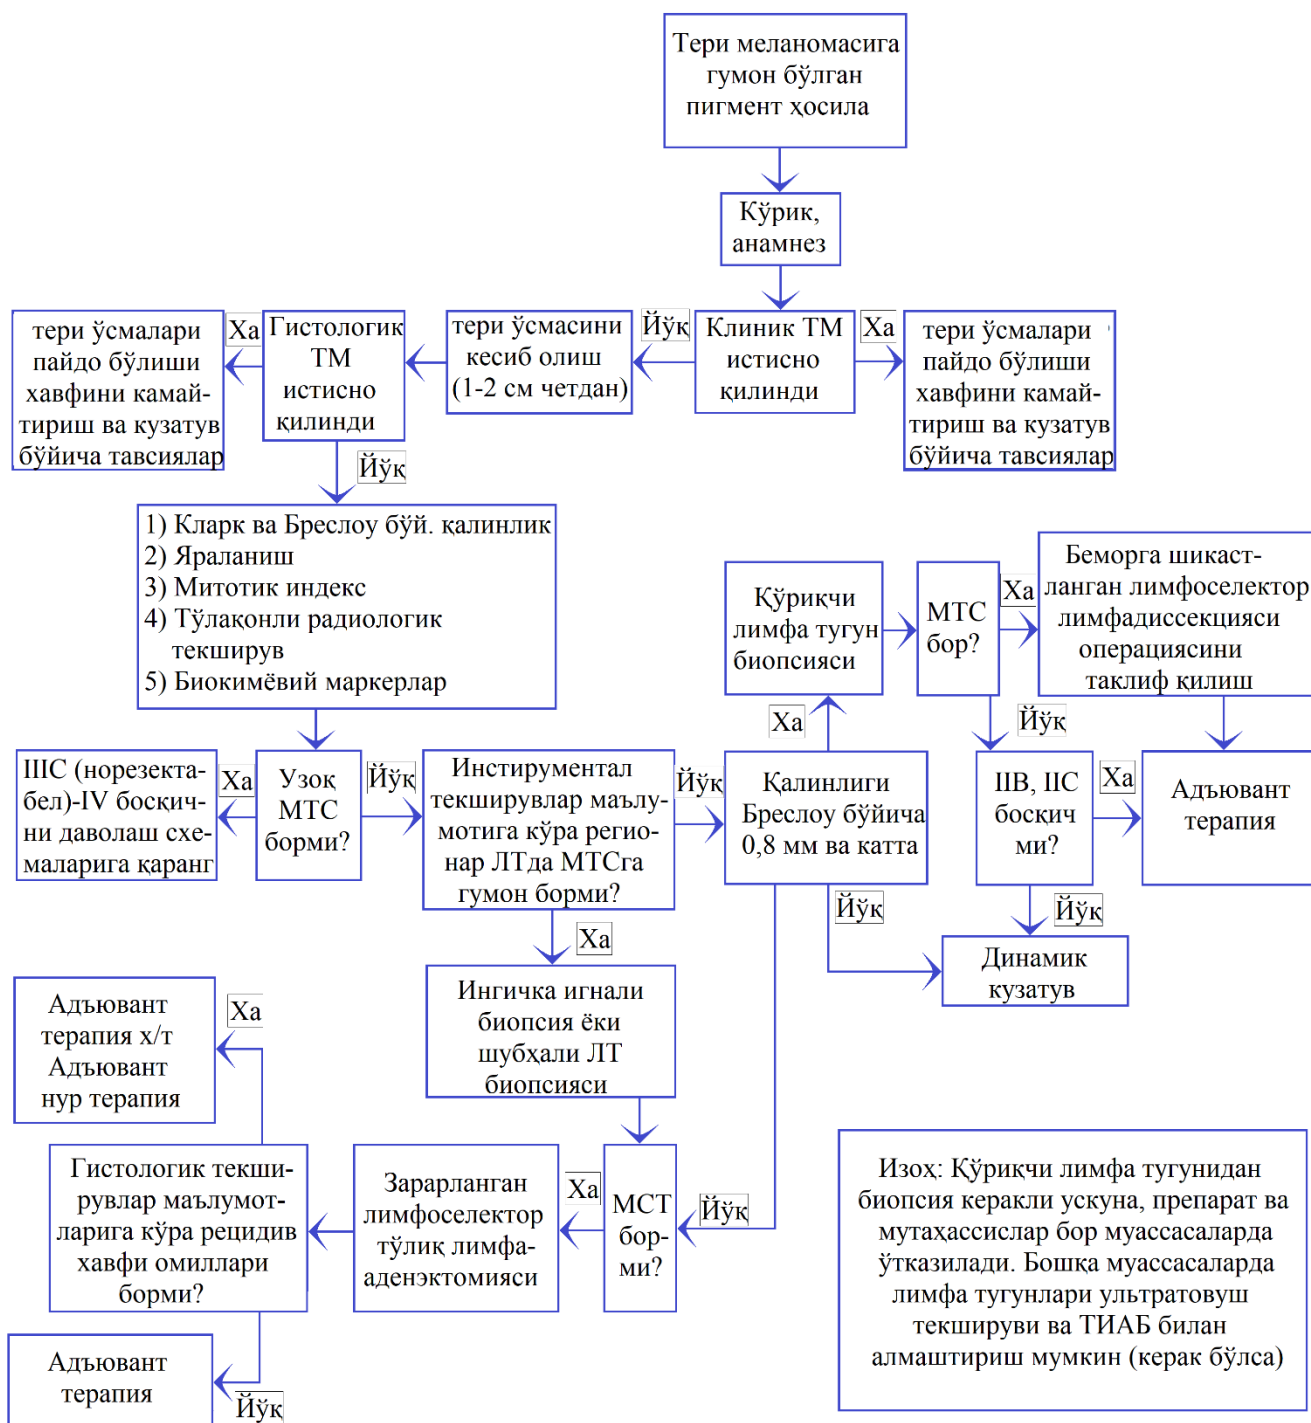 Тери меланомасига
гумон бўлган
пигмент ҳосила
Кўрик,
анамнез
тери ўсмалари
пайдо бўлиши
хавфини камай-
тириш ва кузатув
бўйича тавсиялар
Ха
Гистологик
ТМ
истисно
қилинди
тери ўсмасини
кесиб олиш
(1-2 см четдан)
Йўқ
Клиник ТМ
истисно
қилинди
Ха
тери ўсмалари
пайдо бўлиши
хавфини камай-
тириш ва кузатув
бўйича тавсиялар
Йўқ
1) Кларк ва Бреслоу бўй. қалинлик
2) Яраланиш
3) Митотик индекс
4) Тўлақонли радиологик
текширув
5) Биокимёвий маркерлар
Қўриқчи
лимфа тугун
биопсияси
МТС
бор?
Ха
Беморга шикаст-
ланган лимфоселектор
лимфадиссекцияси
операциясини
таклиф қилиш
Ха
Йўқ
IIIC (норезекта-
бел)-IV босқич-
ни даволаш схе-
маларига қаранг
Ха
Узоқ
МТС
борми?
Йўқ
Инстирументал
текширувлар маълу-
мотига кўра регио-
нар ЛТда МТСга
гумон борми?
Йўқ
Қалинлиги
Бреслоу бўйича
0,8 мм ва катта
IIB, IIC
босқич
ми?
Ха
Адъювант
терапия
Ха
Йўқ
Йўқ
Динамик
кузатув
Ингичка игнали
биопсия ёки
шубҳали ЛТ
биопсияси
Адъювант
терапия х/т
Адъювант
нур терапия
Ха
Гистологик текши-
рувлар маълумот-
ларига кўра рецидив
хавфи омиллари
борми?
Зарарланган
лимфоселектор
тўлиқ лимфа-
аденэктомияси
Ха
МСТ
бор-
ми?
Йўқ
Адъювант
терапия
Йўқ
Изоҳ: Қўриқчи лимфа тугунидан
биопсия керакли ускуна, препарат ва
мутаҳассислар бор муассасаларда
ўтказилади. Бошқа муассасаларда
лимфа тугунлари ультратовуш
текшируви ва ТИАБ билан
алмаштириш мумкин (керак бўлса)